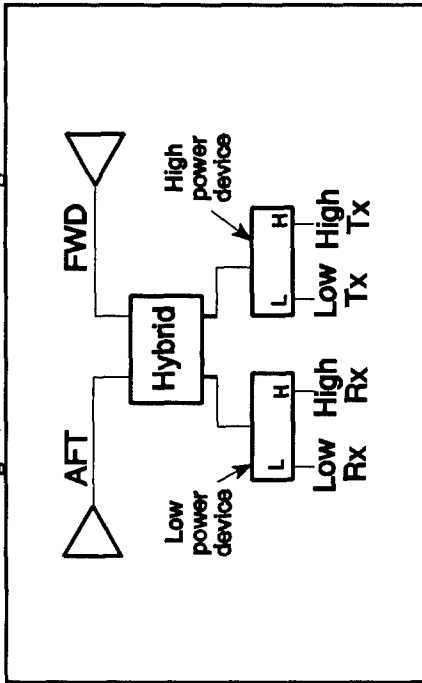 AFT
FWD
Hybrid
Low
power
device
High
power
device
L
H
L
H
Low
Rx
High
Rx
Low
Tx
High
Tx